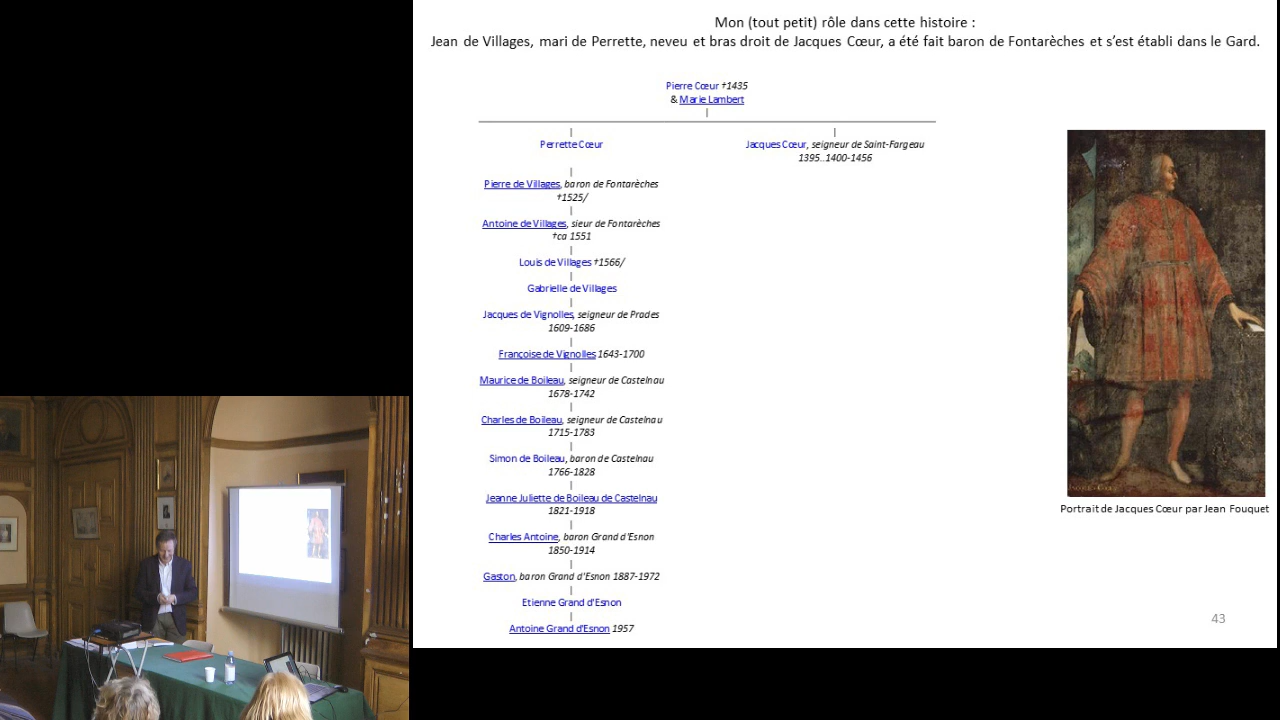 Mon (tout petit) rôle dans cette histoire :
Jean de Villages, mari de Perrette, neveu et bras droit de Jacques Cœur, a été fait baron de Fontarèches et s'est établi dans le Gard.
Pierre Cœur †1435
& Marie Lambert
Perrette Cœur
Jacques Cœur, seigneur de Saint-Fargeau
1395..1400-1456
Pierre de Villages, baron de Fontarèches
†1525/
Antoine de Villages, sieur de Fontarèches
†ca 1551
Louis de Villages †1566/
Gabrielle de Villages
Jacques de Vignolles, seigneur de Prades
1609-1686
Françoise de Vignolles 1643-1700
Maurice de Boileau, seigneur de Castelnau
1678-1742
Charles de Boileau, seigneur de Castelnau
1715-1783
Simon de Boileau, baron de Castelnau
1766-1828
Jeanne Juliette de Boileau de Castelnau
1821-1918
Charles Antoine, baron Grand d'Esnon
1850-1914
Gaston, baron Grand d'Esnon 1887-1972
Etienne Grand d'Esnon
Antoine Grand d'Esnon 1957
Portrait de Jacques Cœur par Jean Fouquet
43